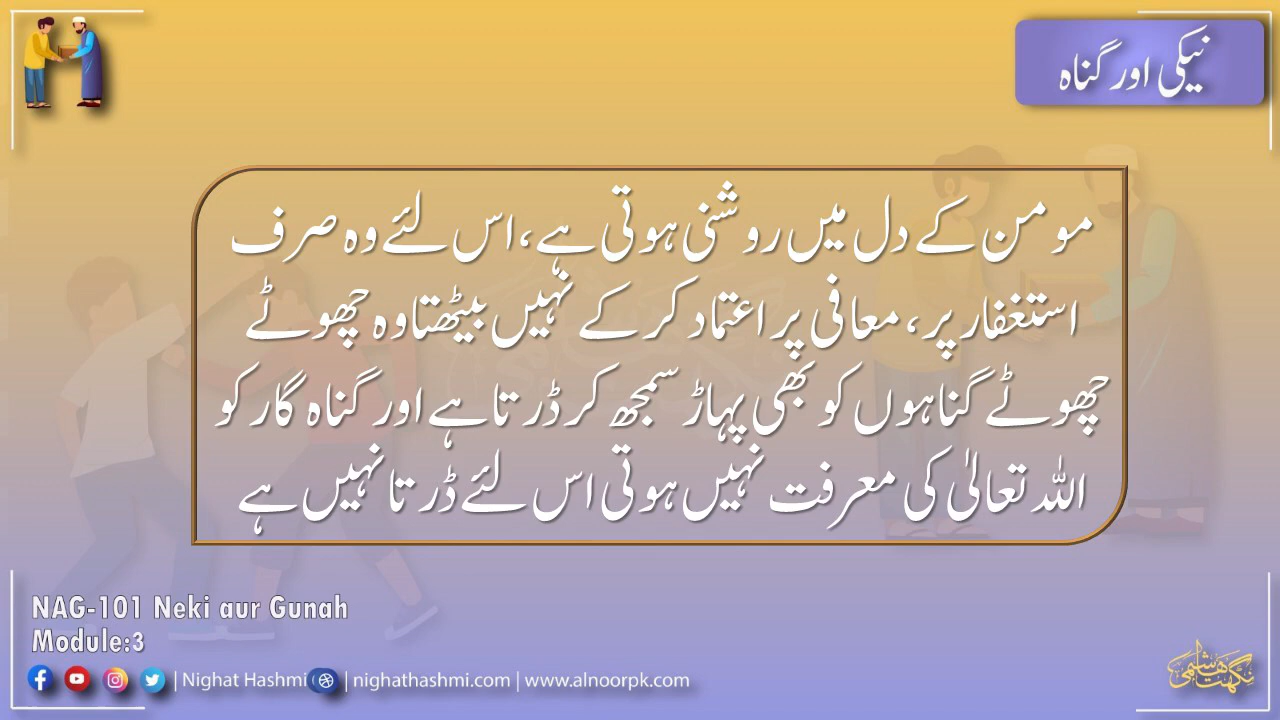 نیکی اور گناہ
مومن کے دل میں روشنی ہوتی ہے، اس لئے وہ صرف
استغفار پر، معافی پر اعتماد کر کے نہیں بیٹھتا وہ چھوٹے
چھوٹے گناہوں کو بھی پہاڑ سمجھ کر ڈرتا ہے اور گناہ گار کو
اللہ تعالیٰ کی معرفت نہیں ہوتی اس لئے ڈرتا نہیں ہے
NAG-101 Neki aur Gunah
Module:3
| Nighat Hashmi | nighathashmi.com | www.alnoorpk.com
نگہت ہاشمی